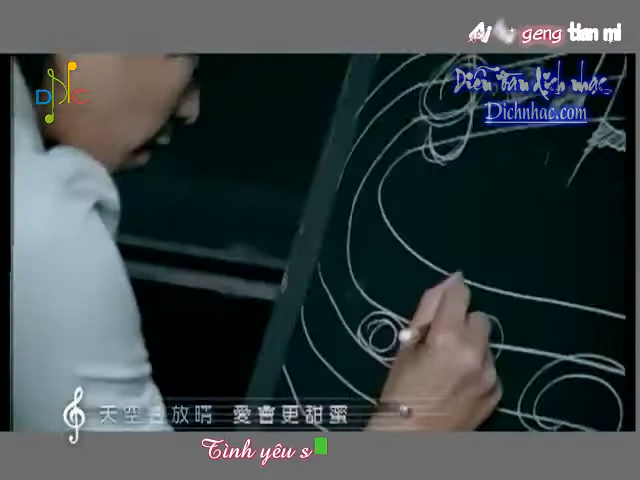 geng tian mi
Diễn đàn dịch nhạc
Dichnhac.com
DNC
天空 放晴 愛會更甜蜜
Tình yêu s